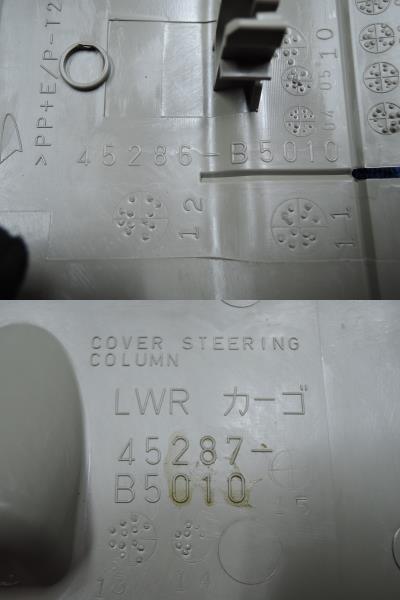 >PP+E/P-T2
10
05
04
45286-B5010
12
11
COVER STEERING
COLUMN
LWR カーゴ
45287-
B5010
15
13
14